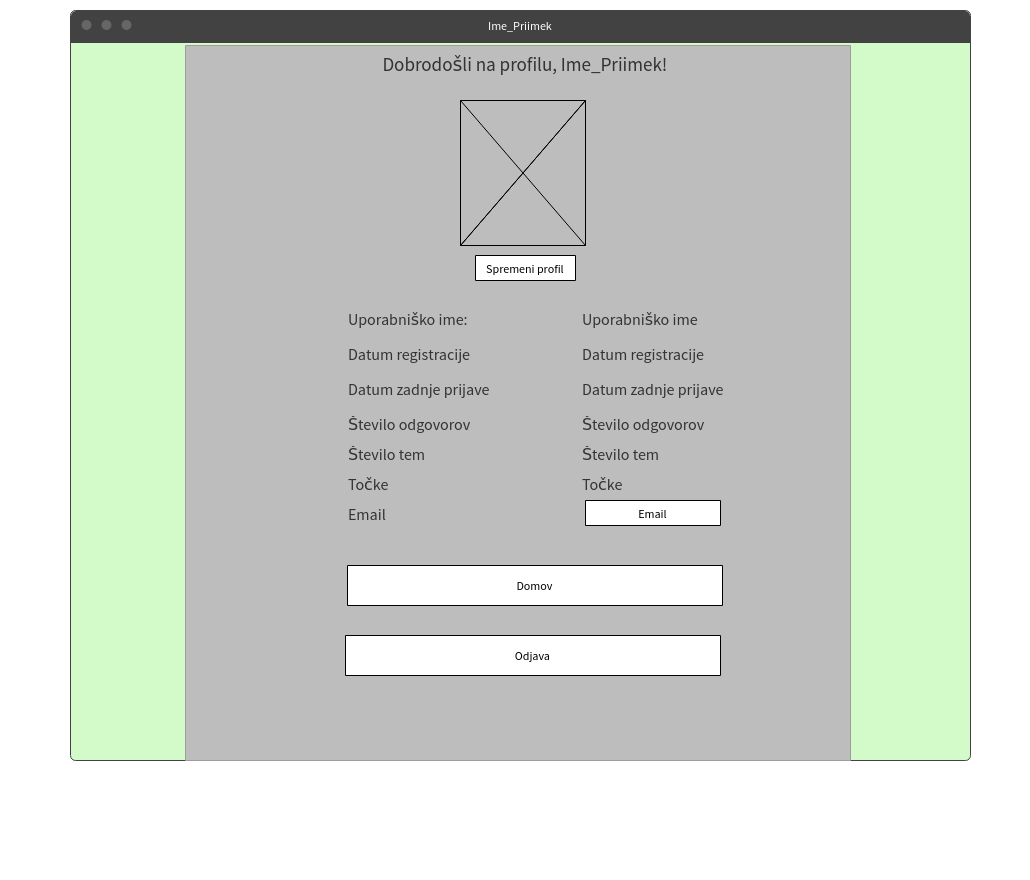 Ime_Priimek
Dobrodošli na profilu, Ime_Priimek!
Spremeni profil
Uporabniško ime: Uporabniško ime
Datum registracije Datum registracije
Datum zadnje prijave Datum zadnje prijave
Število odgovorov Število odgovorov
Število tem Število tem
Točke Točke
Email Email
Domov
Odjava